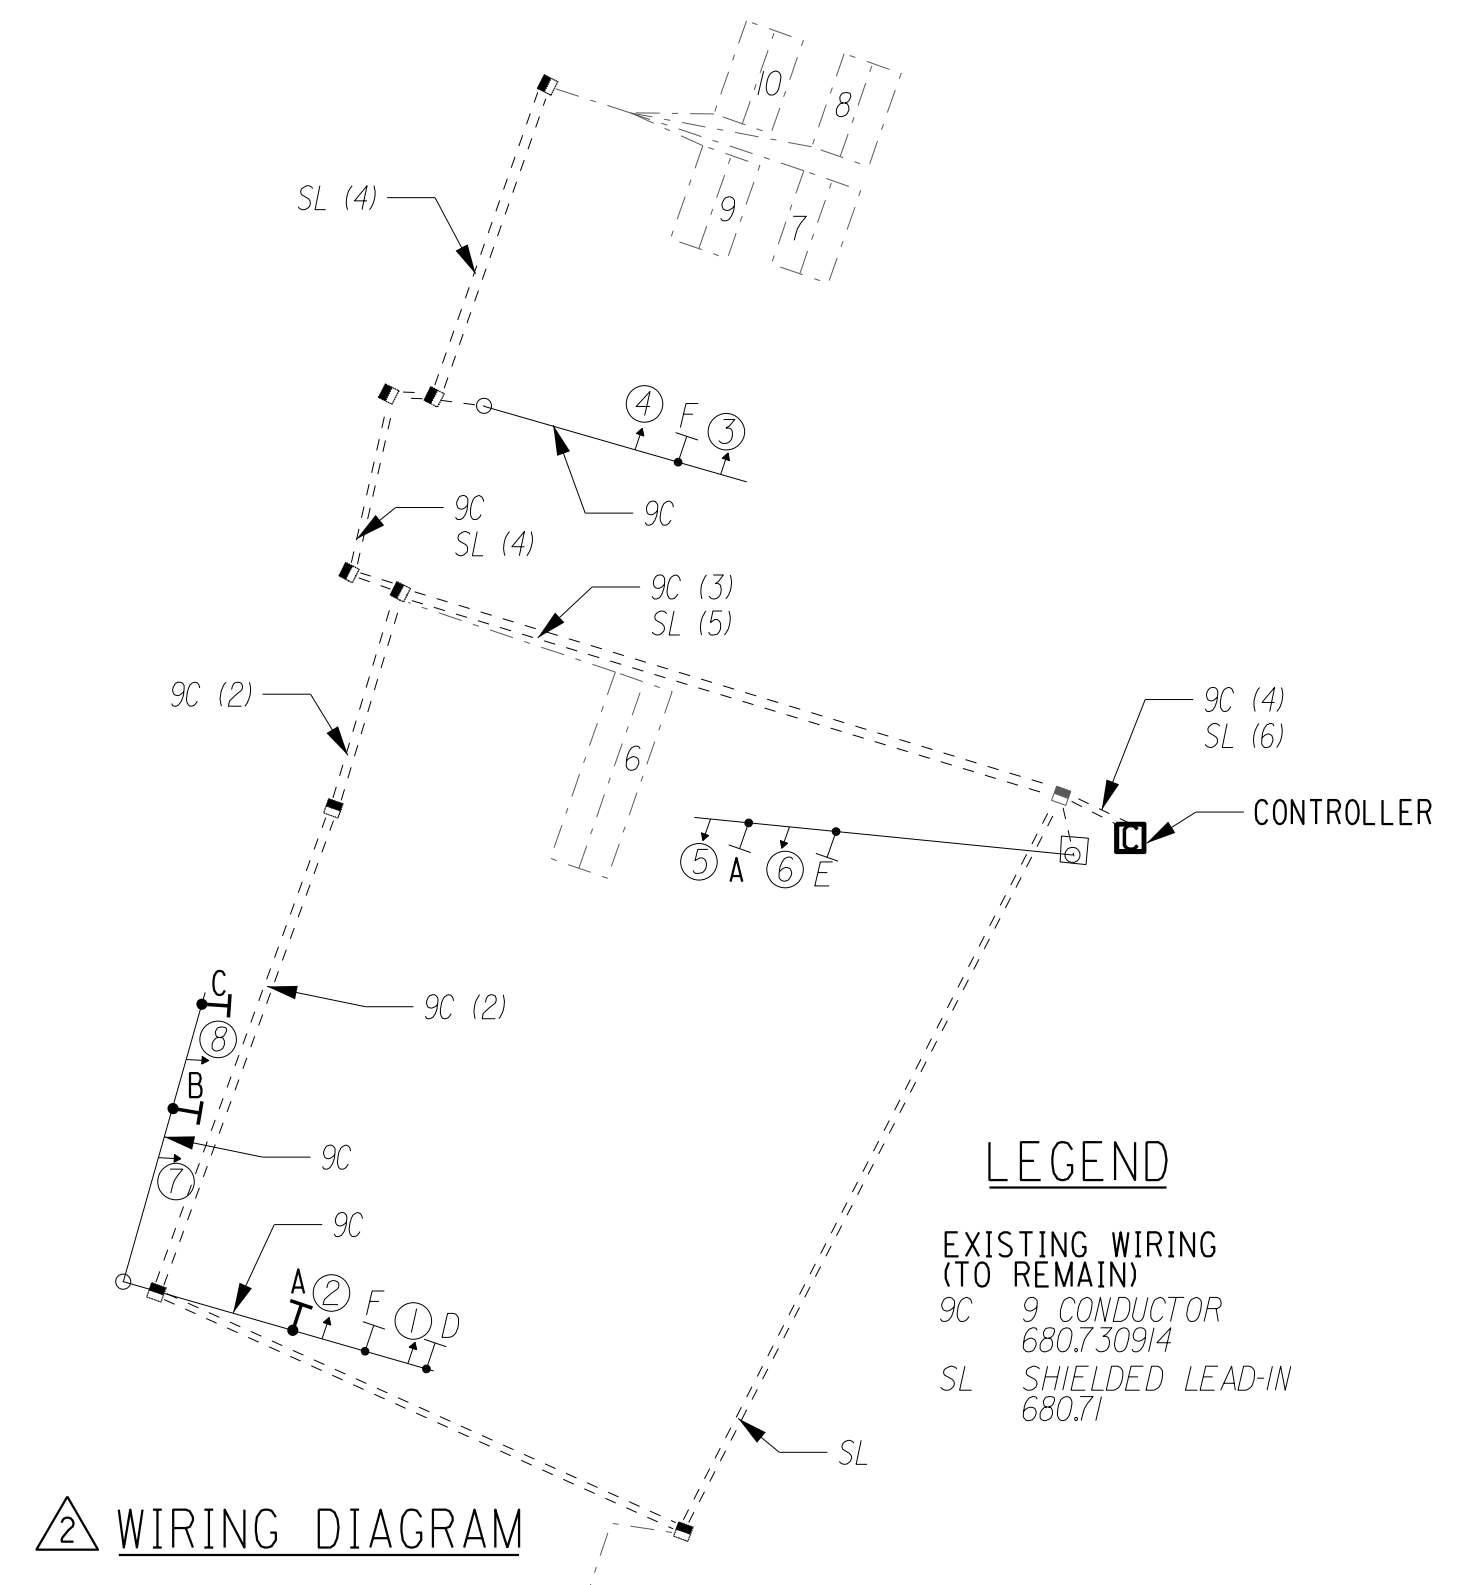 10
8
9
7
SL (4)
4
F
3
9C
9C
SL (4)
9C (3)
SL (5)
9C (2)
9C (4)
SL (6)
6
C
CONTROLLER
5
A
6
E
C
8
9C (2)
B
9C
7
9C
A
2
F
1
D
SL
LEGEND
EXISTING WIRING
(TO REMAIN)
9C 9 CONDUCTOR
680.730914
SL SHIELDED LEAD-IN
680.71
2 WIRING DIAGRAM